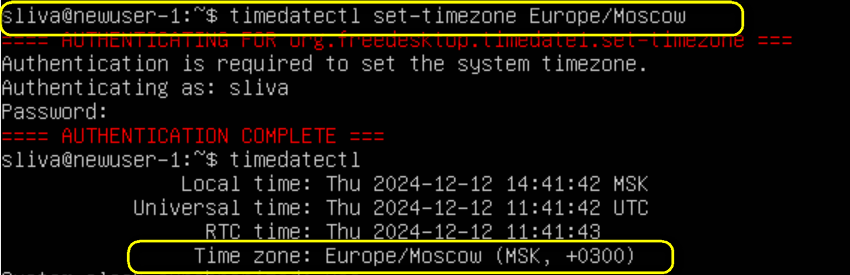 sliva@newuser-1:~$ timedatectl set-timezone Europe/Moscow
==== AUTHENTICATING FOR org.freedesktop.timedate1.set-timezone ===
Authentication is required to set the system timezone.
Authenticating as: sliva
Password:
==== AUTHENTICATION COMPLETE ===
sliva@newuser-1:~$ timedatectl
Local time: Thu 2024-12-12 14:41:42 MSK
Universal time: Thu 2024-12-12 11:41:42 UTC
RTC time: Thu 2024-12-12 11:41:43
Time zone: Europe/Moscow (MSK, +0300)